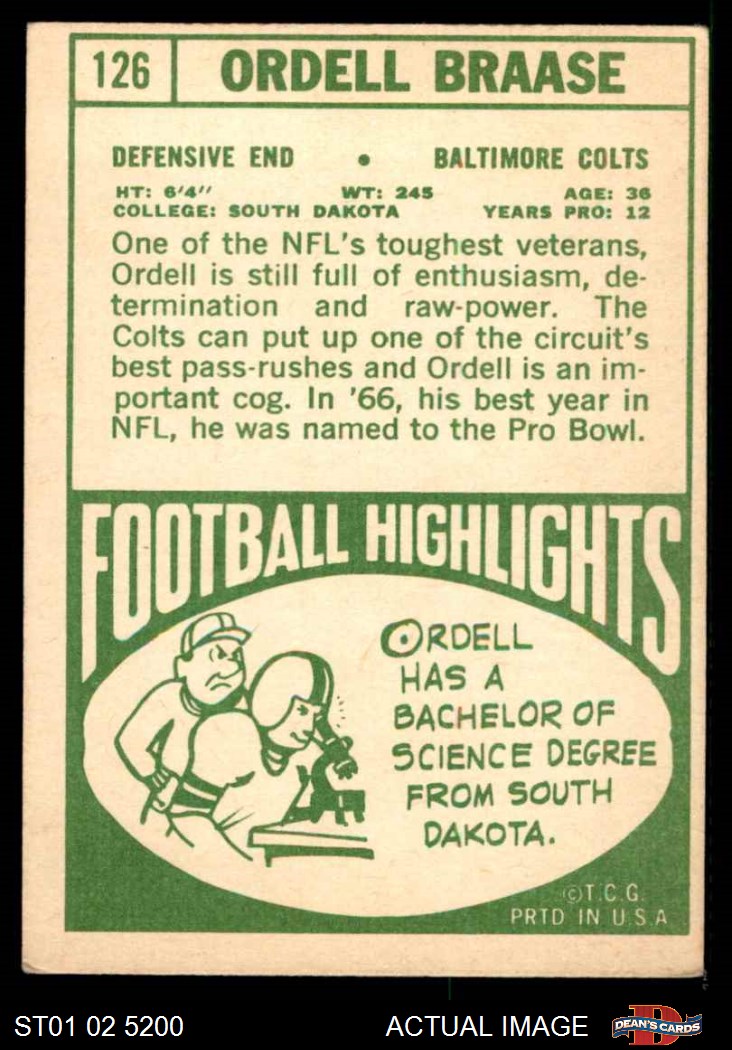 126 ORDELL BRAASE
DEFENSIVE END • BALTIMORE COLTS
HT: 6'4" WT: 245 AGE: 36
COLLEGE: SOUTH DAKOTA YEARS PRO: 12
One of the NFL's toughest veterans,
Ordell is still full of enthusiasm, de-
termination and raw-power. The
Colts can put up one of the circuit's
best pass-rushes and Ordell is an im-
portant cog. In '66, his best year in
NFL, he was named to the Pro Bowl.
FOOTBALL HIGHLIGHTS
ORDELL
HAS A
BACHELOR OF
SCIENCE DEGREE
FROM SOUTH
DAKOTA.
©T.C.G.
PRTD IN U.S.A
ST01 02 5200 ACTUAL IMAGE D DEAN'S CARDS